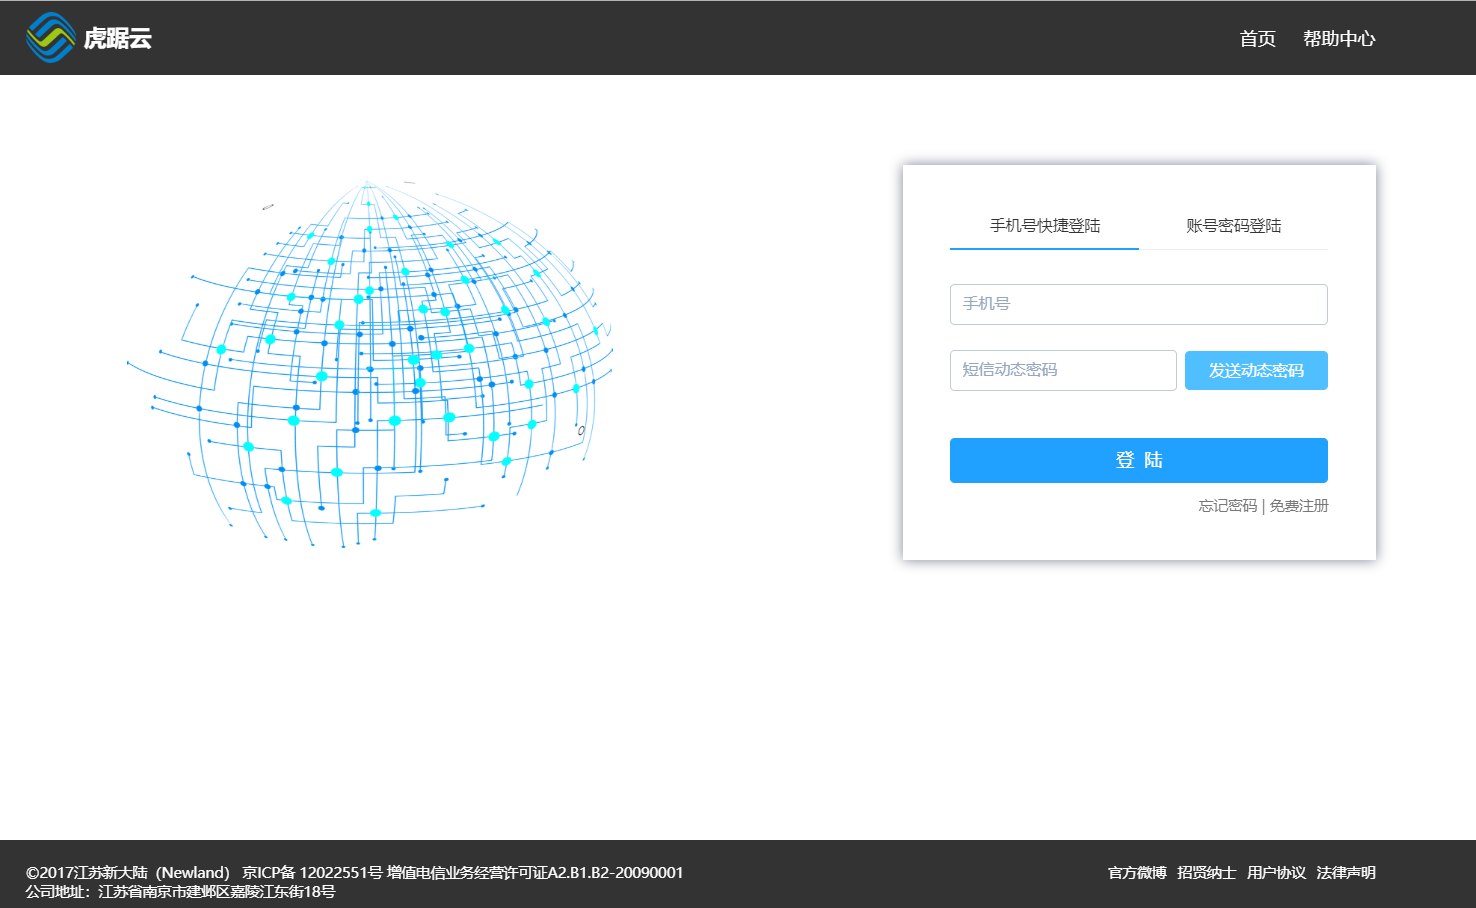 虎踞云
首页 帮助中心
手机号快捷登陆 账号密码登陆
手机号
短信动态密码 发送动态密码
登 陆
忘记密码 | 免费注册
©2017江苏新大陆（Newland） 京ICP备 12022551号 增值电信业务经营许可证A2.B1.B2-20090001
官方微博 招贤纳士 用户协议 法律声明
公司地址：江苏省南京市建邺区嘉陵江东街18号